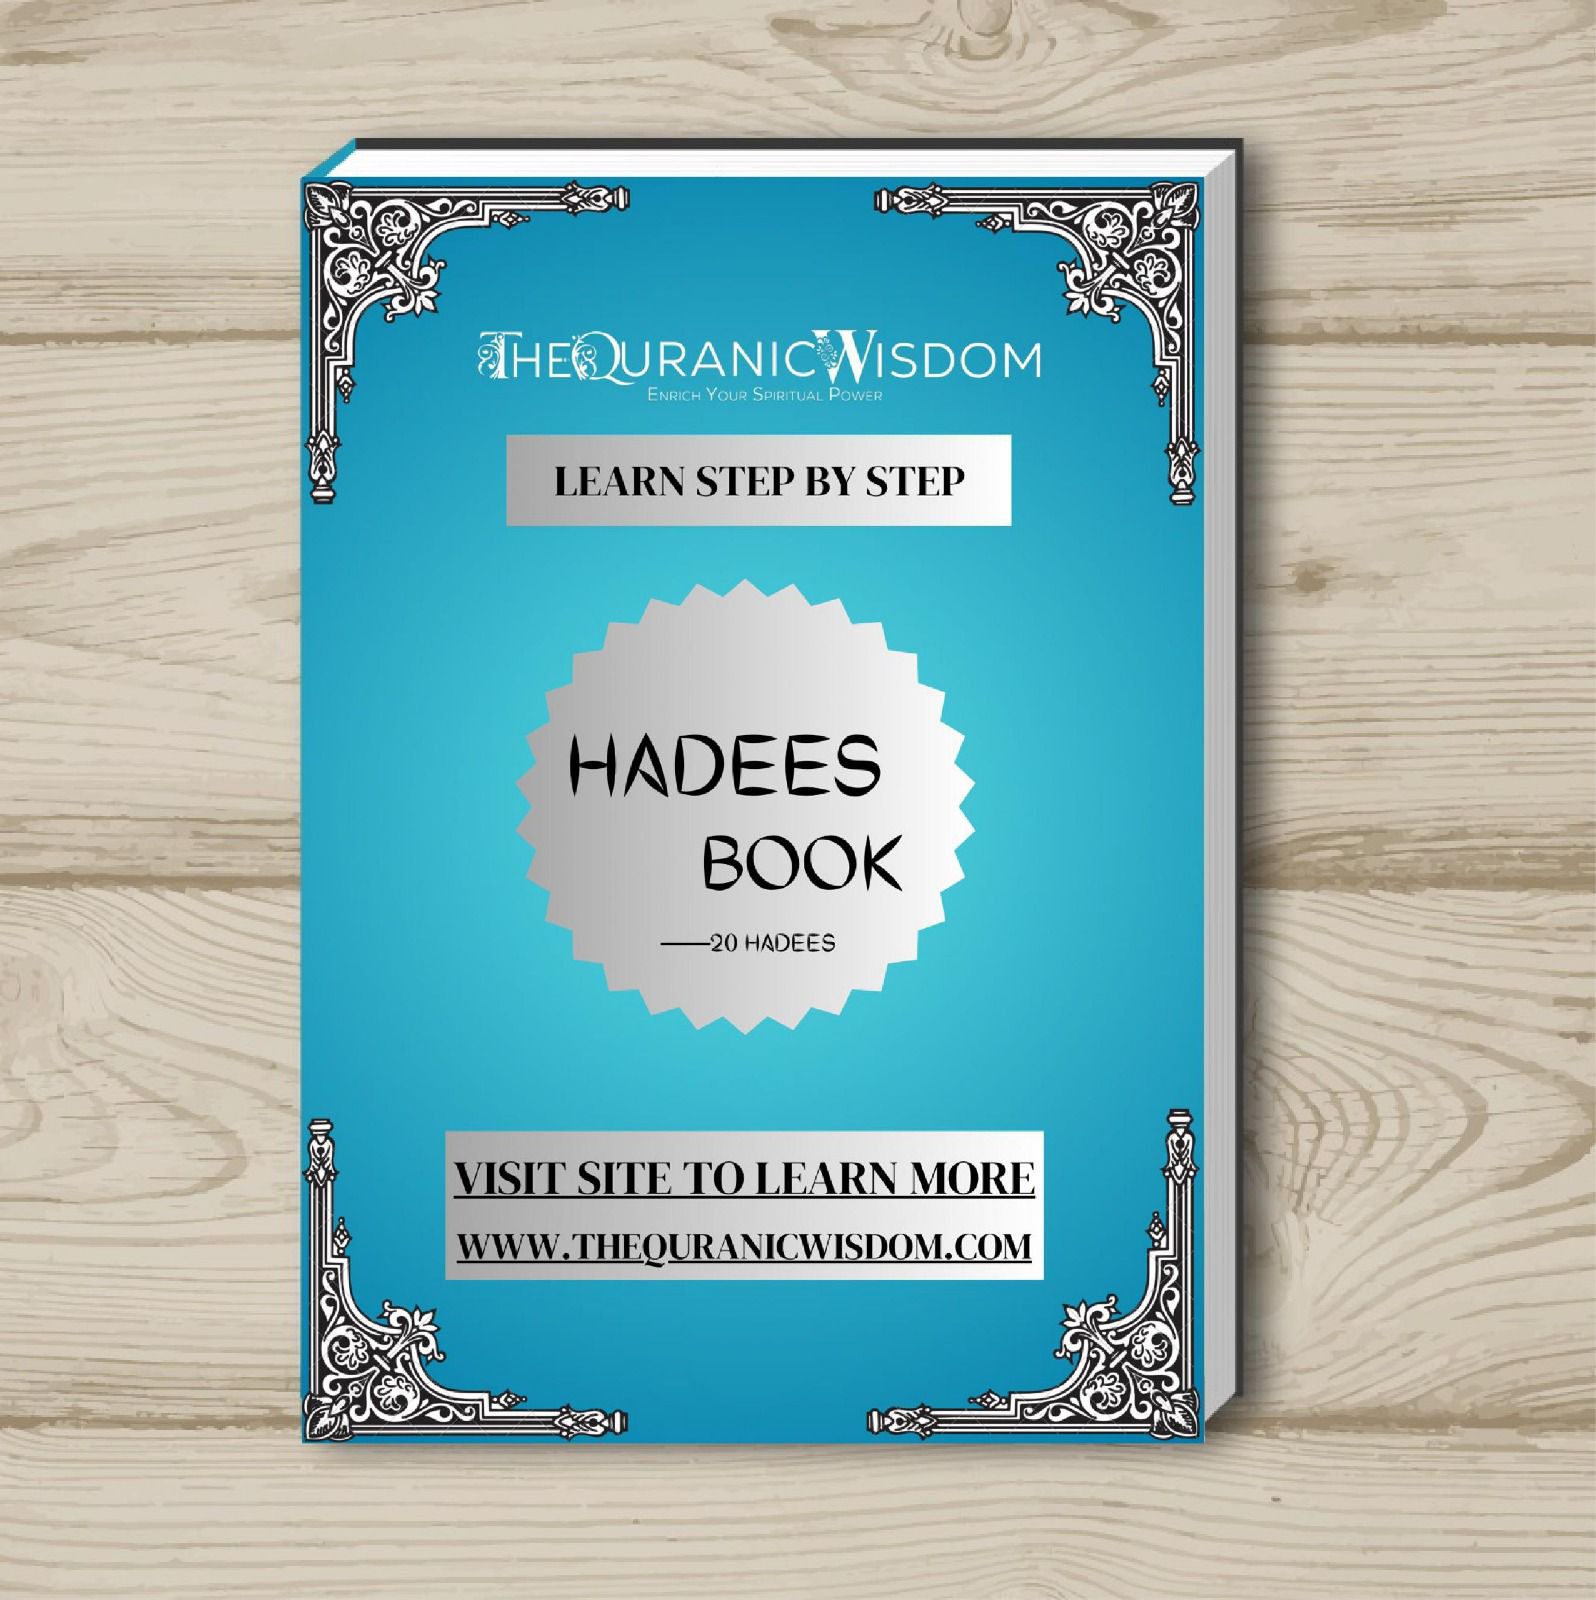 THEQURANICWISDOM
ENRICH YOUR SPIRITUAL POWER
LEARN STEP BY STEP
HADEES
BOOK
——20 HADEES
VISIT SITE TO LEARN MORE
WWW.THEQURANICWISDOM.COM